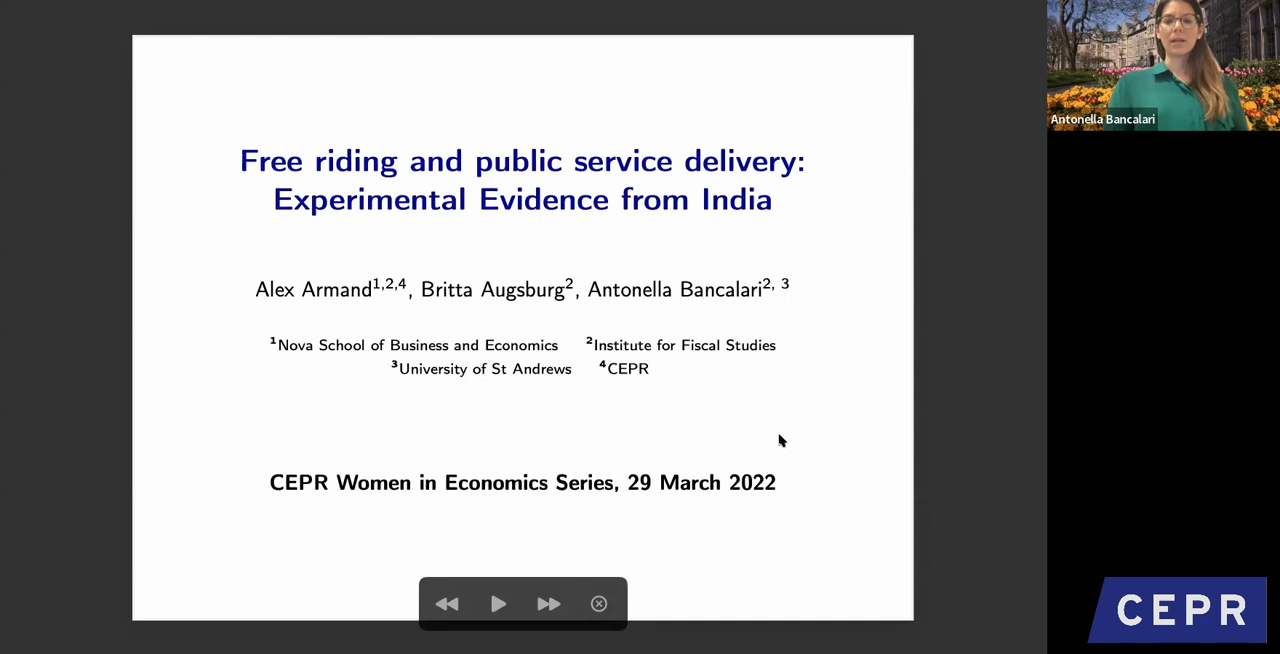 Free riding and public service delivery:
Experimental Evidence from India
Alex Armand1,2,4, Britta Augsburg2, Antonella Bancalari2, 3
1Nova School of Business and Economics 2Institute for Fiscal Studies
3University of St Andrews 4CEPR
CEPR Women in Economics Series, 29 March 2022
Antonella Bancalari
CEPR